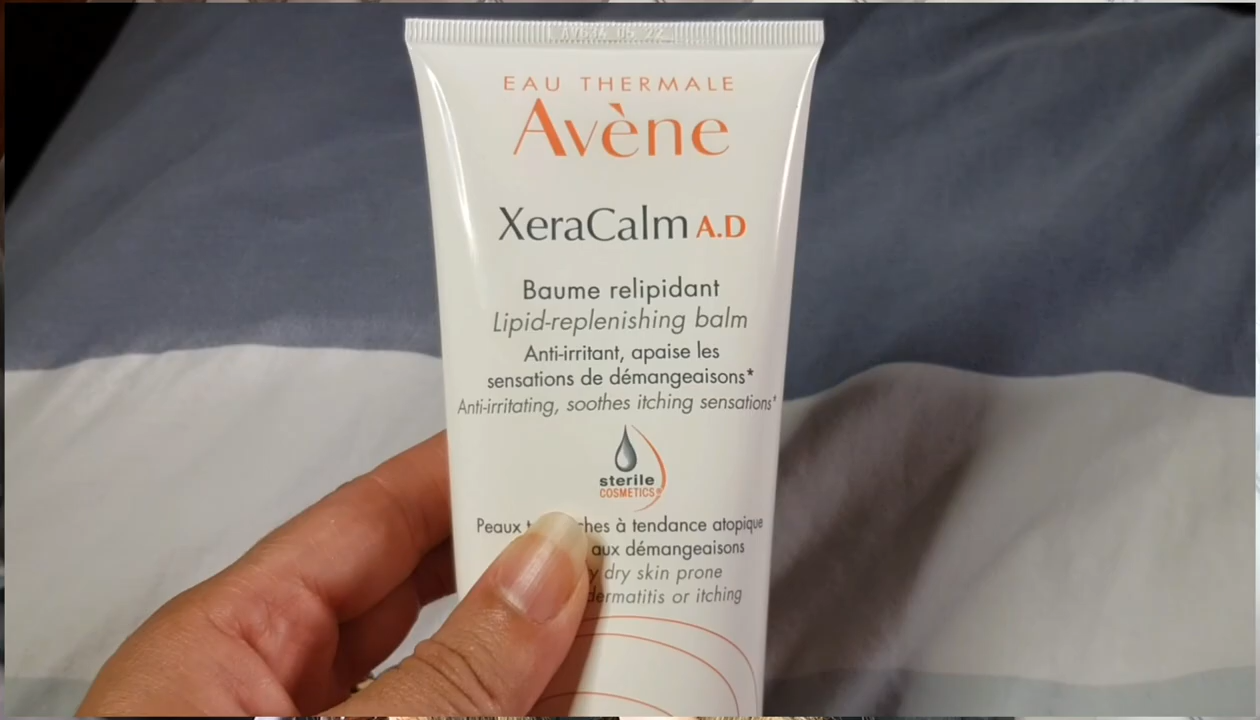 EAU THERMALE
Avène
XeraCalm A.D
Baume relipidant
Lipid-replenishing balm
Anti-irritant, apaise les
sensations de démangeaisons*
Anti-irritating, soothes itching sensations*
sterile
COSMETICS®
Peaux à tendance atopique
aux démangeaisons
dry skin prone
dermatitis or itching